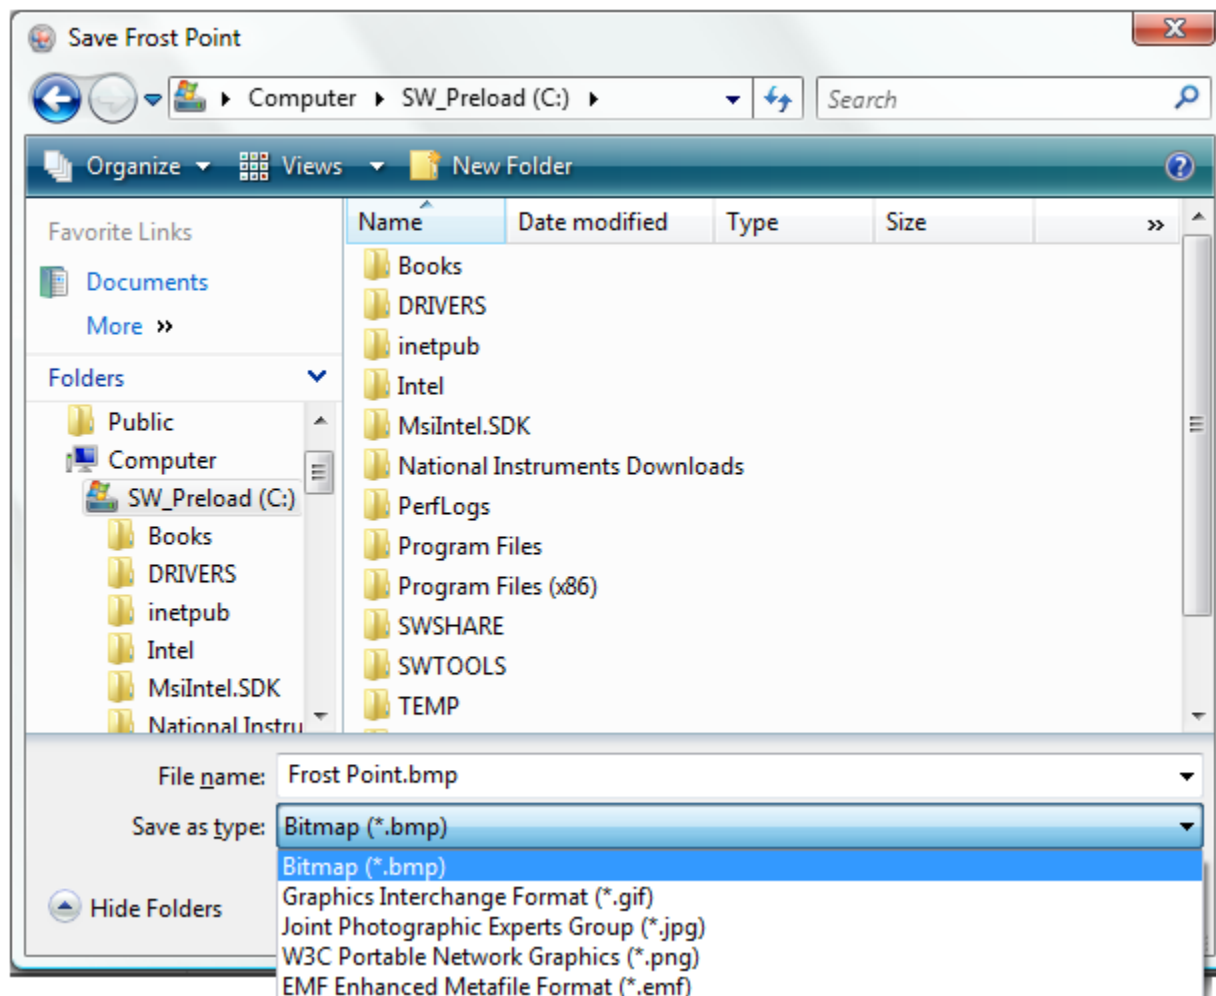 Save Frost Point
Computer SW_Preload (C:)
Search
Organize Views New Folder
Favorite Links
Documents
More »
Folders
Public
Computer
SW_Preload (C:)
Books
DRIVERS
inetpub
Intel
MsiIntel.SDK
National Instru
Name Date modified Type Size »
Books
DRIVERS
inetpub
Intel
MsiIntel.SDK
National Instruments Downloads
PerfLogs
Program Files
Program Files (x86)
SWSHARE
SWTOOLS
TEMP
File name: Frost Point.bmp
Save as type: Bitmap (*.bmp)
Bitmap (*.bmp)
Graphics Interchange Format (*.gif)
Joint Photographic Experts Group (*.jpg)
W3C Portable Network Graphics (*.png)
EMF Enhanced Metafile Format (*.emf)
Hide Folders